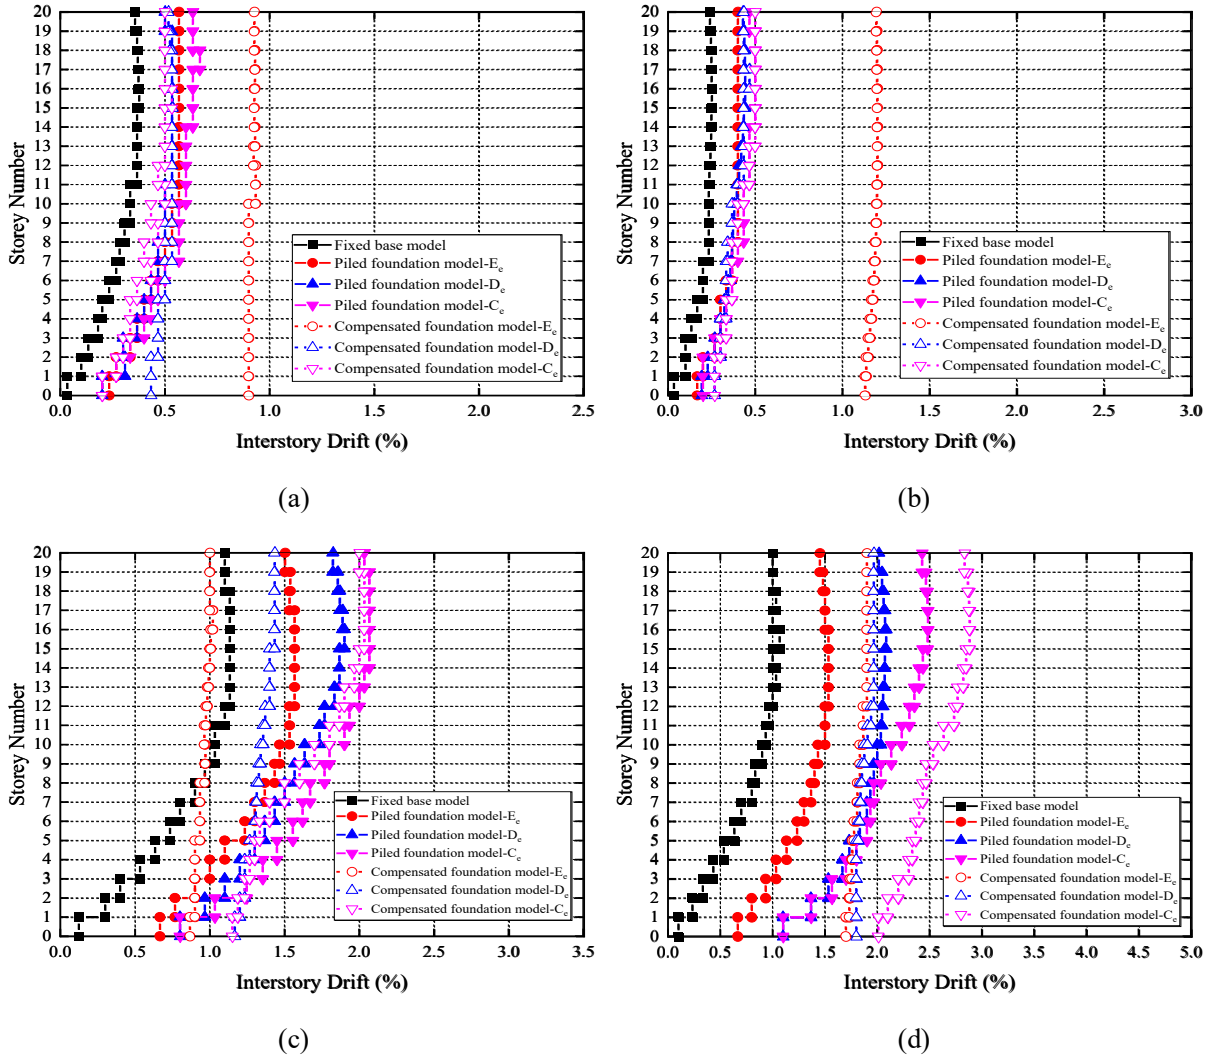 20
19
18
17
16
15
14
13
12
11
10
9
8
7
6
5
4
3
2
1
0
Storey Number
Fixed base model
Piled foundation model-Ee
Piled foundation model-De
Piled foundation model-Ce
Compensated foundation model-Ee
Compensated foundation model-De
Compensated foundation model-Ce
0.0 0.5 1.0 1.5 2.0 2.5
Interstory Drift (%)
(a)
20
19
18
17
16
15
14
13
12
11
10
9
8
7
6
5
4
3
2
1
0
Storey Number
Fixed base model
Piled foundation model-Ee
Piled foundation model-De
Piled foundation model-Ce
Compensated foundation model-Ee
Compensated foundation model-De
Compensated foundation model-Ce
0.0 0.5 1.0 1.5 2.0 2.5 3.0
Interstory Drift (%)
(b)
20
19
18
17
16
15
14
13
12
11
10
9
8
7
6
5
4
3
2
1
0
Storey Number
Fixed base model
Piled foundation model-Ee
Piled foundation model-De
Piled foundation model-Ce
Compensated foundation model-Ee
Compensated foundation model-De
Compensated foundation model-Ce
0.0 0.5 1.0 1.5 2.0 2.5 3.0 3.5
Interstory Drift (%)
(c)
20
19
18
17
16
15
14
13
12
11
10
9
8
7
6
5
4
3
2
1
0
Storey Number
Fixed base model
Piled foundation model-Ee
Piled foundation model-De
Piled foundation model-Ce
Compensated foundation model-Ee
Compensated foundation model-De
Compensated foundation model-Ce
0.0 0.5 1.0 1.5 2.0 2.5 3.0 3.5 4.0 4.5 5.0
Interstory Drift (%)
(d)